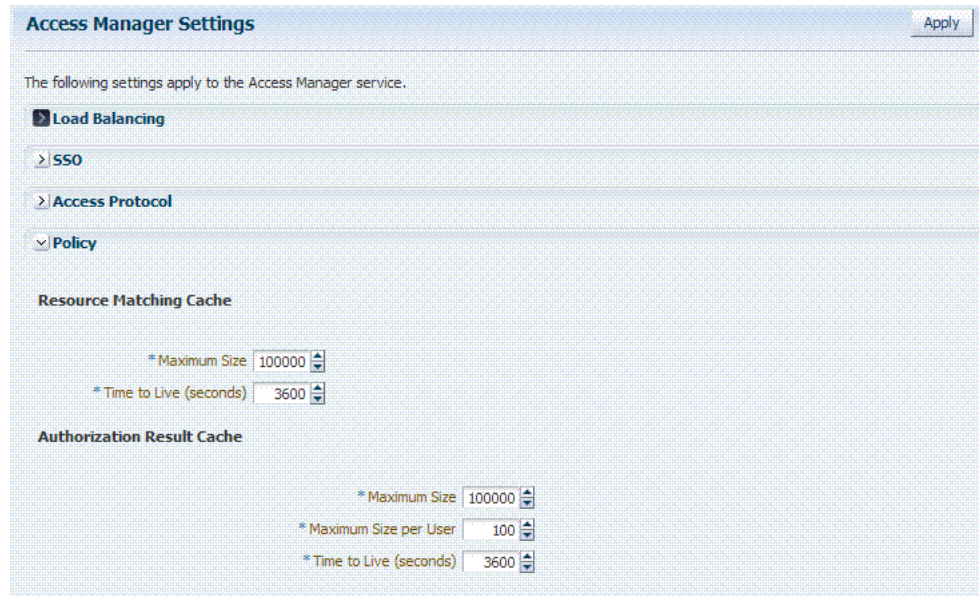 Access Manager Settings
Apply
The following settings apply to the Access Manager service.
Load Balancing
SSO
Access Protocol
Policy
Resource Matching Cache
* Maximum Size 100000
* Time to Live (seconds) 3600
Authorization Result Cache
* Maximum Size 100000
* Maximum Size per User 100
* Time to Live (seconds) 3600